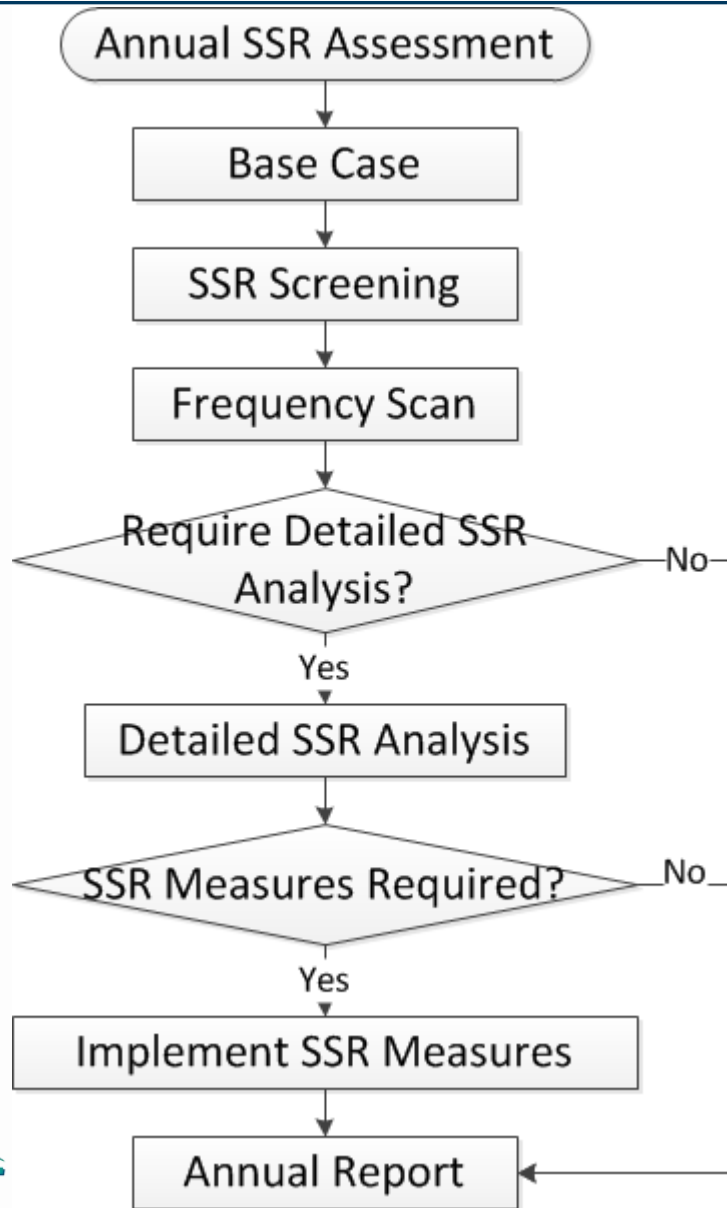 Annual SSR Assessment
Base Case
SSR Screening
Frequency Scan
Require Detailed SSR
Analysis?
No
Yes
Detailed SSR Analysis
SSR Measures Required?
No
Yes
Implement SSR Measures
Annual Report